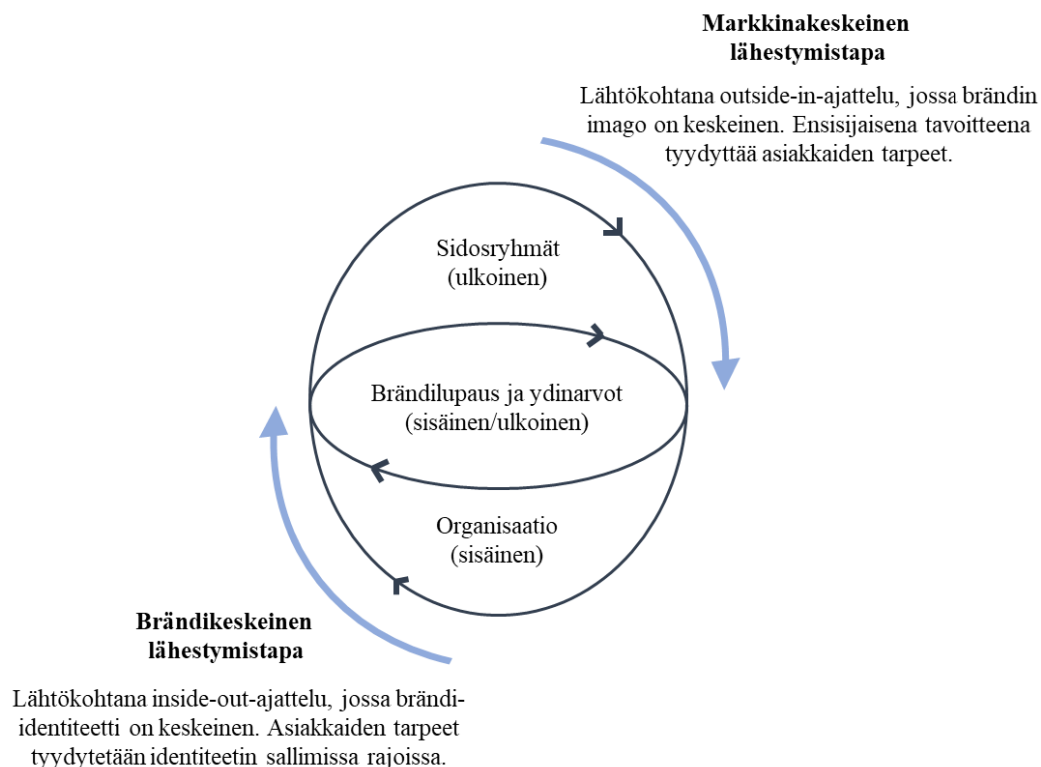 Markkinakeskeinen
lähestymistapa
Lähtökohtana outside-in-ajattelu, jossa brändin
imago on keskeinen. Ensisijaisena tavoitteena
tyydyttää asiakkaiden tarpeet.
Sidosryhmät
(ulkoinen)
Brändilupaus ja ydinarvot
(sisäinen/ulkoinen)
Organisaatio
(sisäinen)
Brändikeskeinen
lähestymistapa
Lähtökohtana inside-out-ajattelu, jossa brändi-
identiteetti on keskeinen. Asiakkaiden tarpeet
tyydytetään identiteetin sallimissa rajoissa.